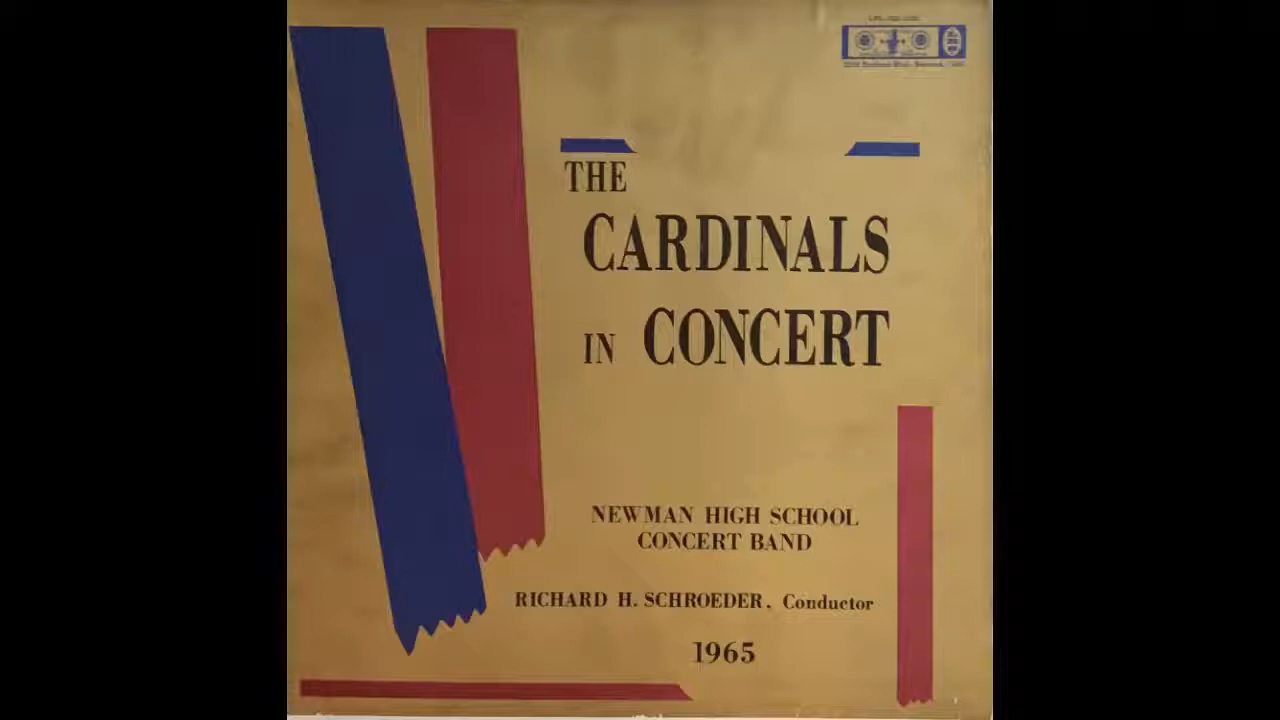 THE
CARDINALS
IN CONCERT
NEWMAN HIGH SCHOOL
CONCERT BAND
RICHARD H. SCHROEDER, Conductor
1965